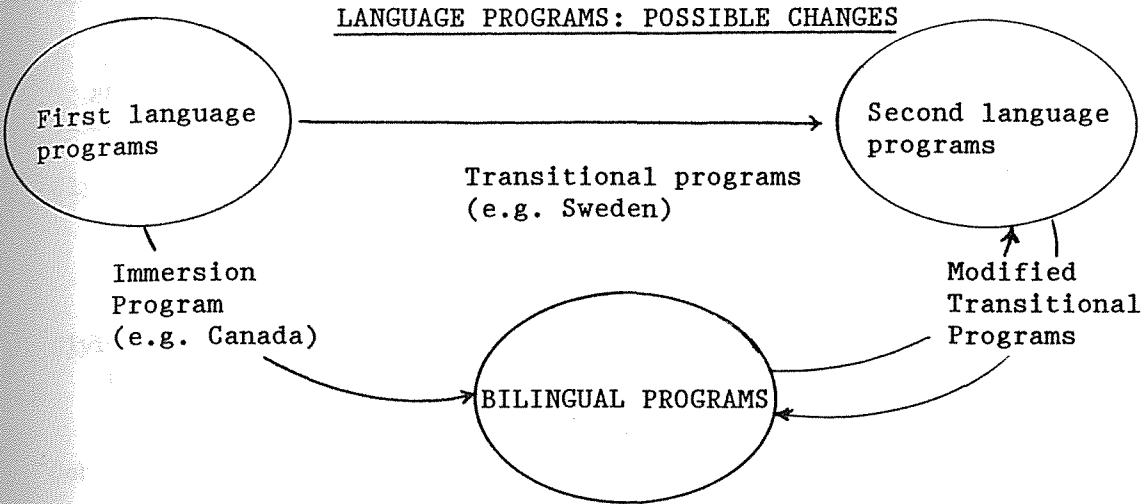 LANGUAGE PROGRAMS: POSSIBLE CHANGES
First language
programs
Second language
programs
Transitional programs
(e.g. Sweden)
Immersion
Program
(e.g. Canada)
Modified
Transitional
Programs
BILINGUAL PROGRAMS